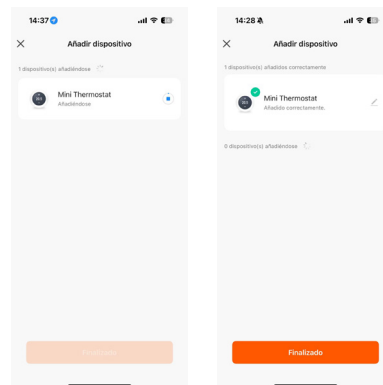 14:37
Añadir dispositivo
1 dispositivo(s) añadiéndose
Mini Thermostat
Añadiéndose
Finalizado
14:28
Añadir dispositivo
1 dispositivo(s) añadidos correctamente
Mini Thermostat
Añadido correctamente.
0 dispositivo(s) añadiéndose
Finalizado